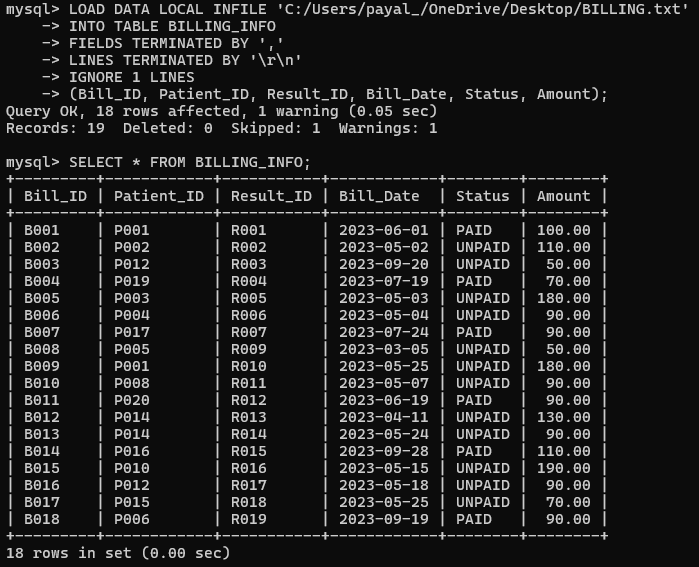 mysql> LOAD DATA LOCAL INFILE 'C:/Users/payal_/OneDrive/Desktop/BILLING.txt'
    -> INTO TABLE BILLING_INFO
    -> FIELDS TERMINATED BY ','
    -> LINES TERMINATED BY '\r\n'
    -> IGNORE 1 LINES
    -> (Bill_ID, Patient_ID, Result_ID, Bill_Date, Status, Amount);
Query OK, 18 rows affected, 1 warning (0.05 sec)
Records: 19  Deleted: 0  Skipped: 1  Warnings: 1

mysql> SELECT * FROM BILLING_INFO;
+---------+------------+-----------+------------+--------+--------+
| Bill_ID | Patient_ID | Result_ID | Bill_Date  | Status | Amount |
+---------+------------+-----------+------------+--------+--------+
| B001    | P001       | R001      | 2023-06-01 | PAID   | 100.00 |
| B002    | P002       | R002      | 2023-05-02 | UNPAID | 110.00 |
| B003    | P012       | R003      | 2023-09-20 | UNPAID |  50.00 |
| B004    | P019       | R004      | 2023-07-19 | PAID   |  70.00 |
| B005    | P003       | R005      | 2023-05-03 | UNPAID | 180.00 |
| B006    | P004       | R006      | 2023-05-04 | UNPAID |  90.00 |
| B007    | P017       | R007      | 2023-07-24 | PAID   |  90.00 |
| B008    | P005       | R009      | 2023-03-05 | UNPAID |  50.00 |
| B009    | P001       | R010      | 2023-05-25 | UNPAID | 180.00 |
| B010    | P008       | R011      | 2023-05-07 | UNPAID |  90.00 |
| B011    | P020       | R012      | 2023-06-19 | PAID   |  90.00 |
| B012    | P014       | R013      | 2023-04-11 | UNPAID | 130.00 |
| B013    | P014       | R014      | 2023-05-24 | UNPAID |  90.00 |
| B014    | P016       | R015      | 2023-09-28 | PAID   | 110.00 |
| B015    | P010       | R016      | 2023-05-15 | UNPAID | 190.00 |
| B016    | P012       | R017      | 2023-05-18 | UNPAID |  90.00 |
| B017    | P015       | R018      | 2023-05-25 | UNPAID |  70.00 |
| B018    | P006       | R019      | 2023-09-19 | PAID   |  90.00 |
+---------+------------+-----------+------------+--------+--------+
18 rows in set (0.00 sec)